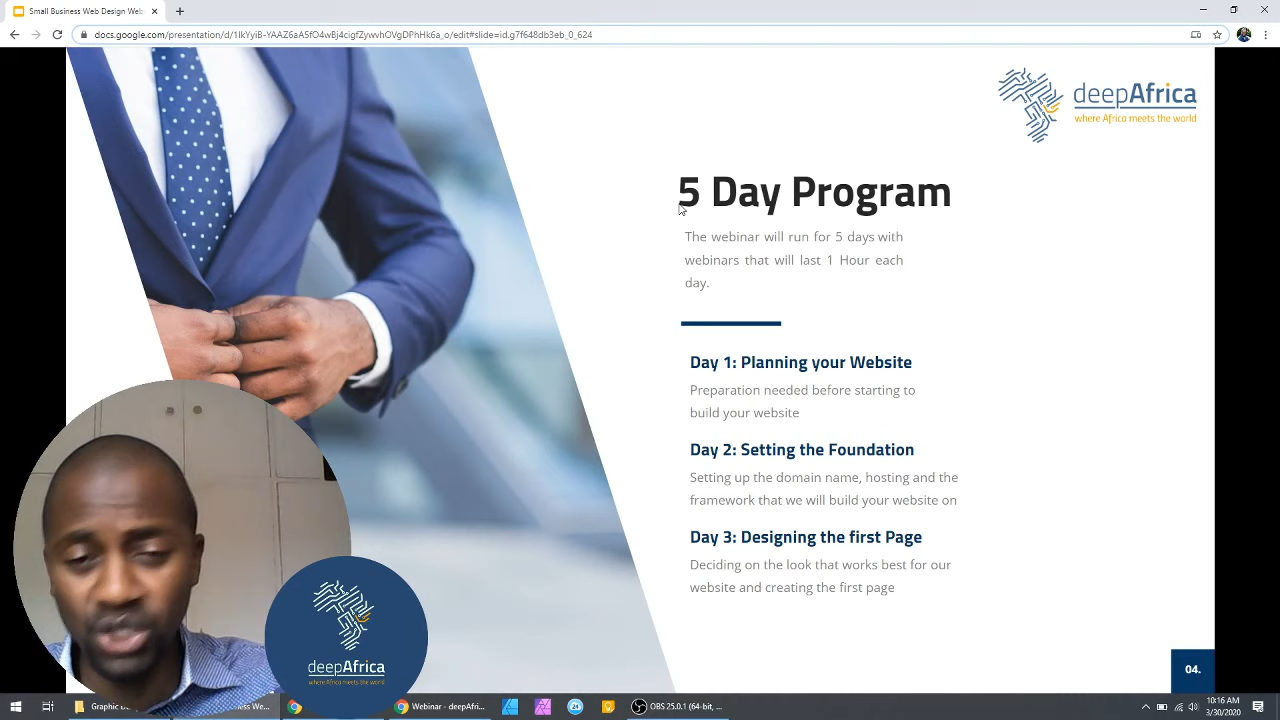 Small Business Web Design Web
docs.google.com/presentation/d/1IkYyiB-YAAZ6aA5fO4wBj4cigfZywvhOVgDPhHk6a_o/edit#slide=id.g7f648db3eb_0_624
deepAfrica
where Africa meets the world
5 Day Program
The webinar will run for 5 days with
webinars that will last 1 Hour each
day.
Day 1: Planning your Website
Preparation needed before starting to
build your website
Day 2: Setting the Foundation
Setting up the domain name, hosting and the
framework that we will build your website on
Day 3: Designing the first Page
Deciding on the look that works best for our
website and creating the first page
deepAfrica
where Africa meets the world
04.
Graphic
ess We...
Webinar - deepAfri...
24
OBS 25.0.1 (64-bit, ...
10:16 AM
3/30/2020